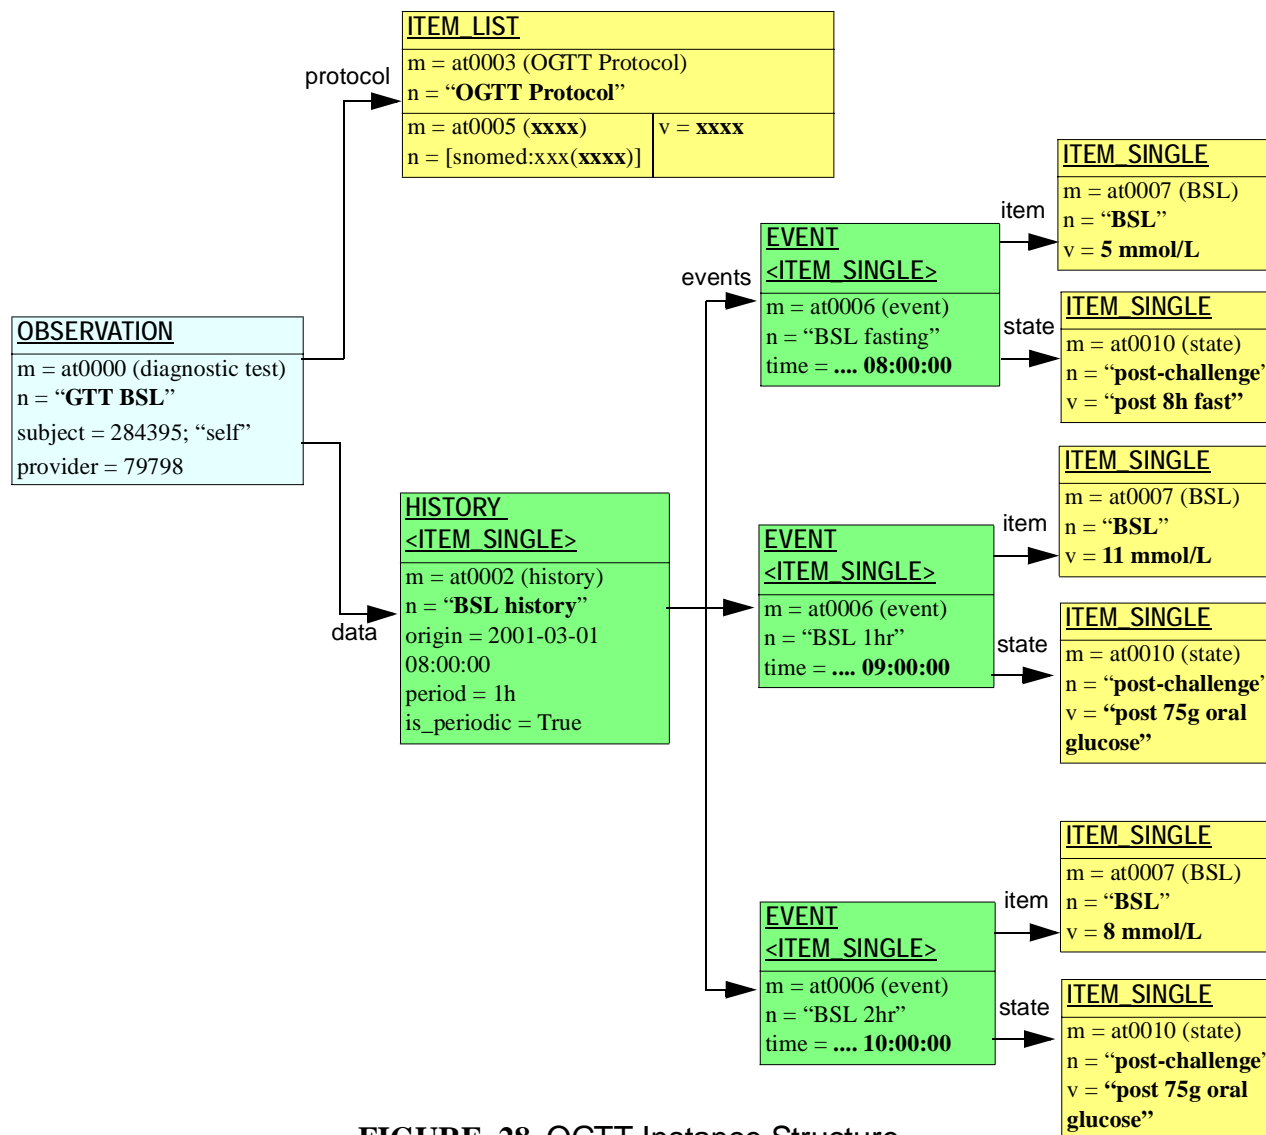 ITEM_LIST
m = at0003 (OGTT Protocol)
n = “OGTT Protocol”
m = at0005 (xxxx)
n = [snomed:xxx(xxxx)]
v = xxxx
protocol
OBSERVATION
m = at0000 (diagnostic test)
n = “GTT BSL”
subject = 284395; “self”
provider = 79798
data
HISTORY
<ITEM_SINGLE>
m = at0002 (history)
n = “BSL history”
origin = 2001-03-01
08:00:00
period = 1h
is_periodic = True
events
EVENT
<ITEM_SINGLE>
m = at0006 (event)
n = “BSL fasting”
time = .... 08:00:00
item
ITEM_SINGLE
m = at0007 (BSL)
n = “BSL”
v = 5 mmol/L
state
ITEM_SINGLE
m = at0010 (state)
n = “post-challenge”
v = “post 8h fast”
EVENT
<ITEM_SINGLE>
m = at0006 (event)
n = “BSL 1hr”
time = .... 09:00:00
item
ITEM_SINGLE
m = at0007 (BSL)
n = “BSL”
v = 11 mmol/L
state
ITEM_SINGLE
m = at0010 (state)
n = “post-challenge”
v = “post 75g oral
glucose”
EVENT
<ITEM_SINGLE>
m = at0006 (event)
n = “BSL 2hr”
time = .... 10:00:00
item
ITEM_SINGLE
m = at0007 (BSL)
n = “BSL”
v = 8 mmol/L
state
ITEM_SINGLE
m = at0010 (state)
n = “post-challenge”
v = “post 75g oral
glucose”
FIGURE 28 OGTT Instance Structure